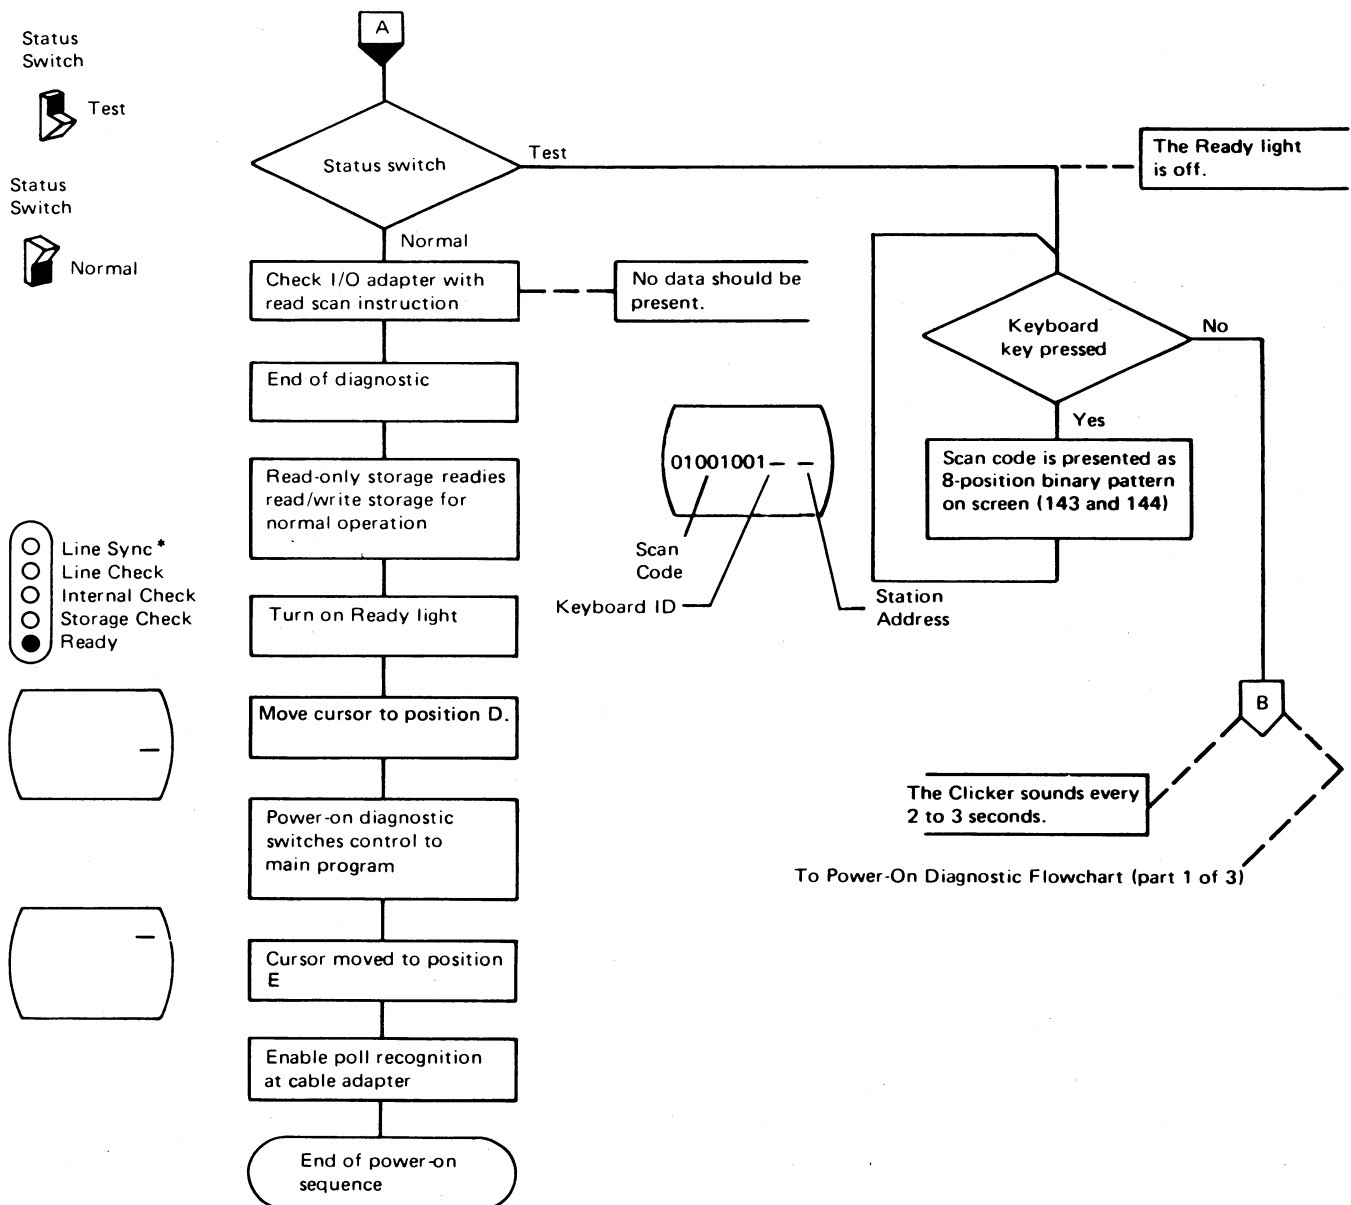 A
Status
Switch
Test
Status
Switch
Normal
Status switch
Test
The Ready light
is off.
Normal
Check I/O adapter with
read scan instruction
No data should be
present.
Keyboard
key pressed
No
End of diagnostic
Yes
01001001— —
Scan code is presented as
8-position binary pattern
on screen (143 and 144)
Read-only storage readies
read/write storage for
normal operation
Scan
Code
Keyboard ID
Station
Address
Line Sync*
Line Check
Internal Check
Storage Check
Ready
Turn on Ready light
Move cursor to position D.
B
The Clicker sounds every
2 to 3 seconds.
Power-on diagnostic
switches control to
main program
To Power-On Diagnostic Flowchart (part 1 of 3)
Cursor moved to position
E
Enable poll recognition
at cable adapter
End of power-on
sequence